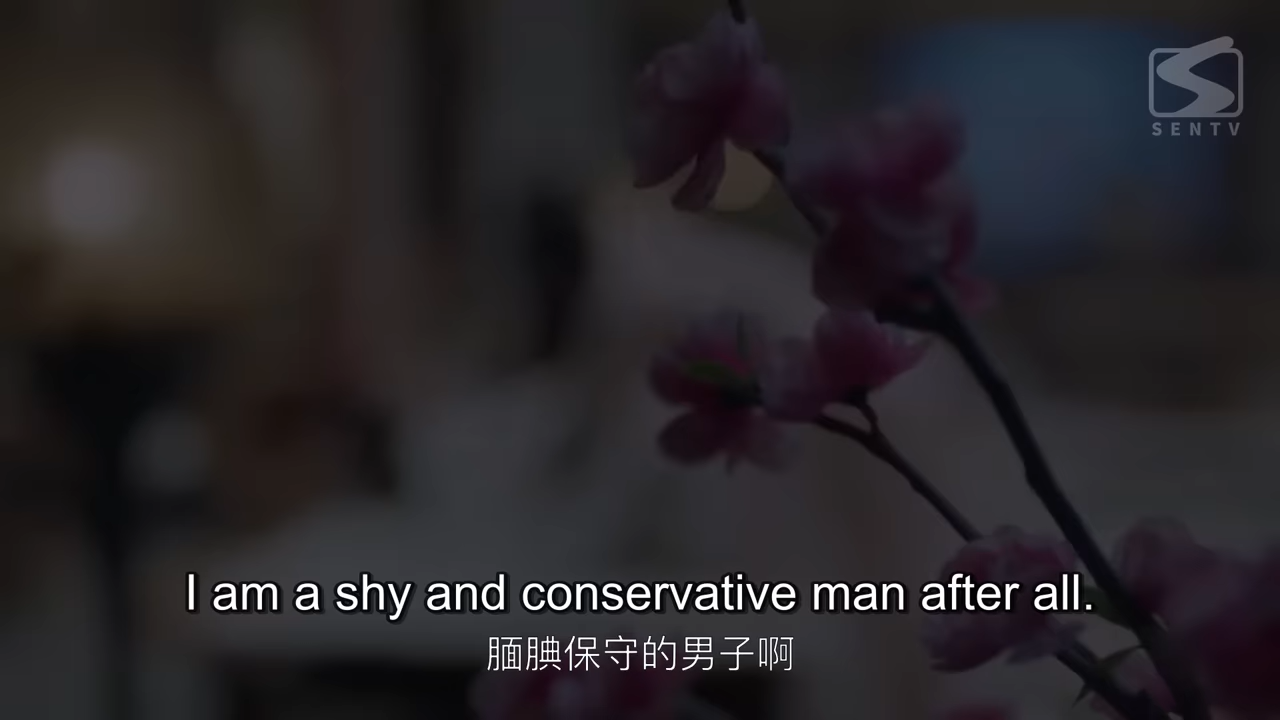 SENTV
I am a shy and conservative man after all.
腼腆保守的男子啊